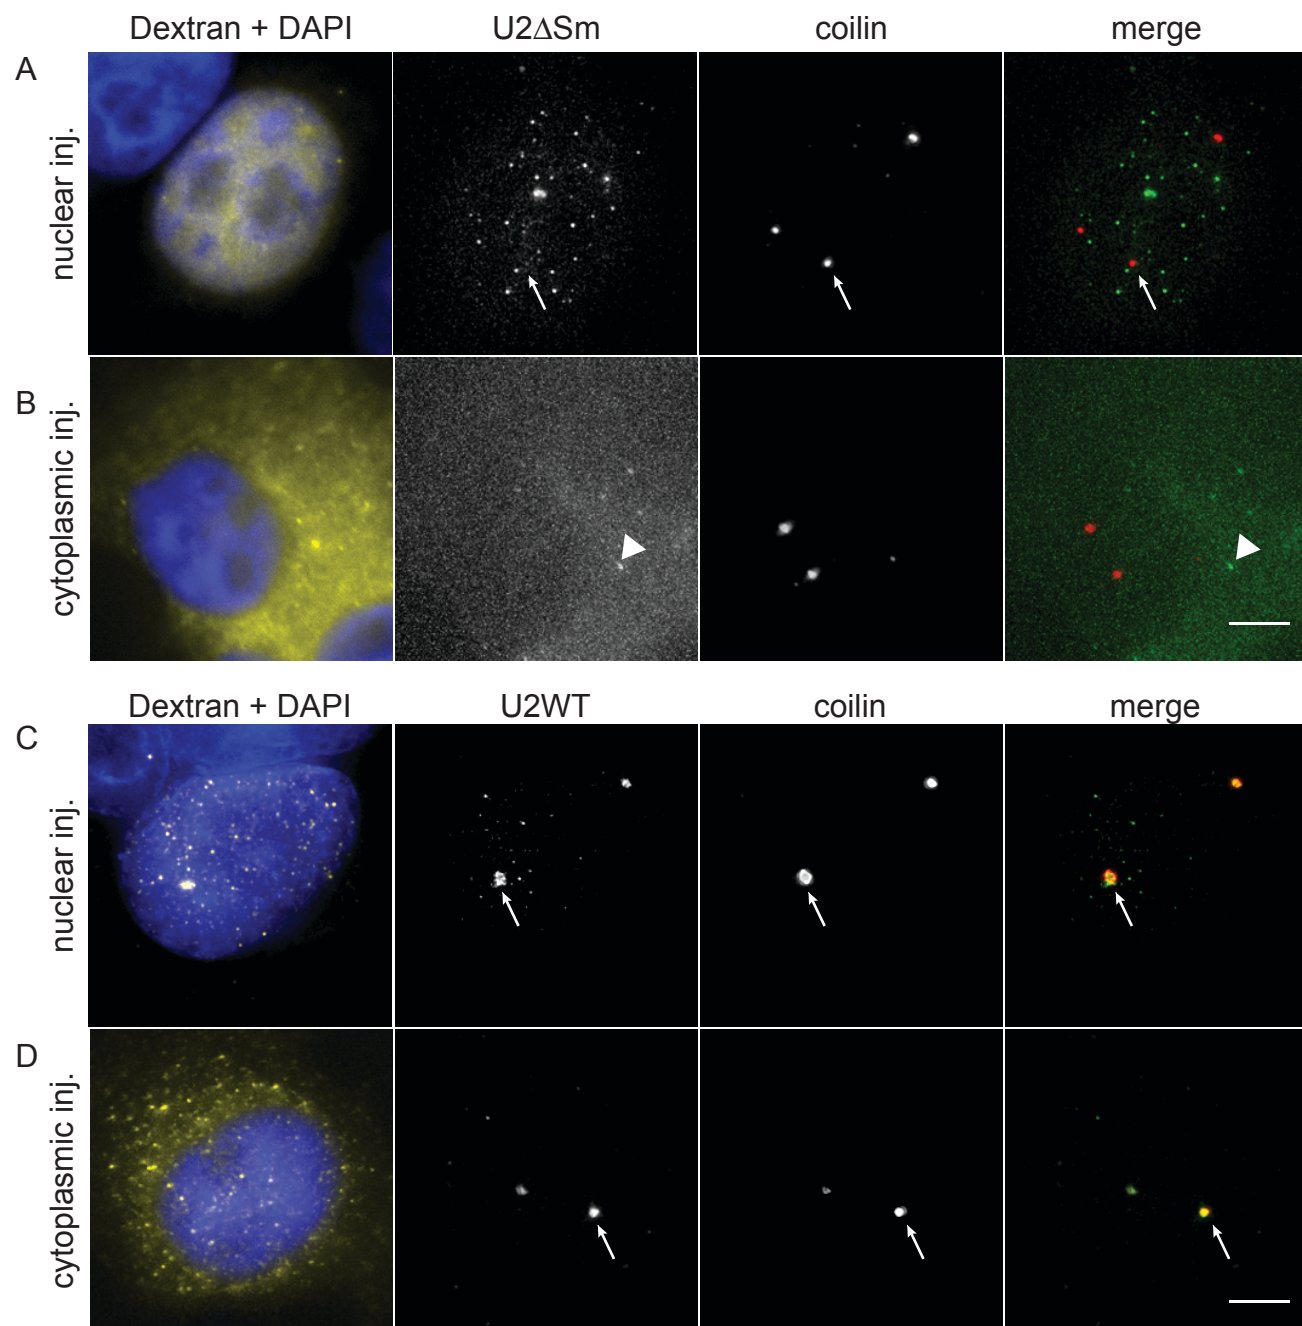 Dextran + DAPI U2ΔSm coilin merge
A
nuclear inj.
B
cytoplasmic inj.
Dextran + DAPI U2WT coilin merge
C
nuclear inj.
D
cytoplasmic inj.